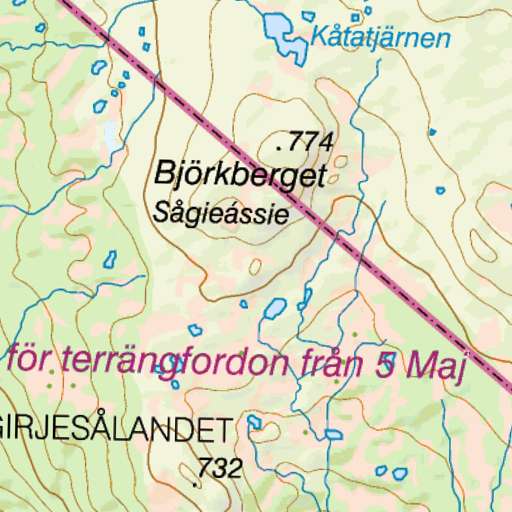 Kåtatjärnen
.774
Björkberget
Sågieássie
för terrängfordon från 5 Maj
GIRJESÅLANDET
.732